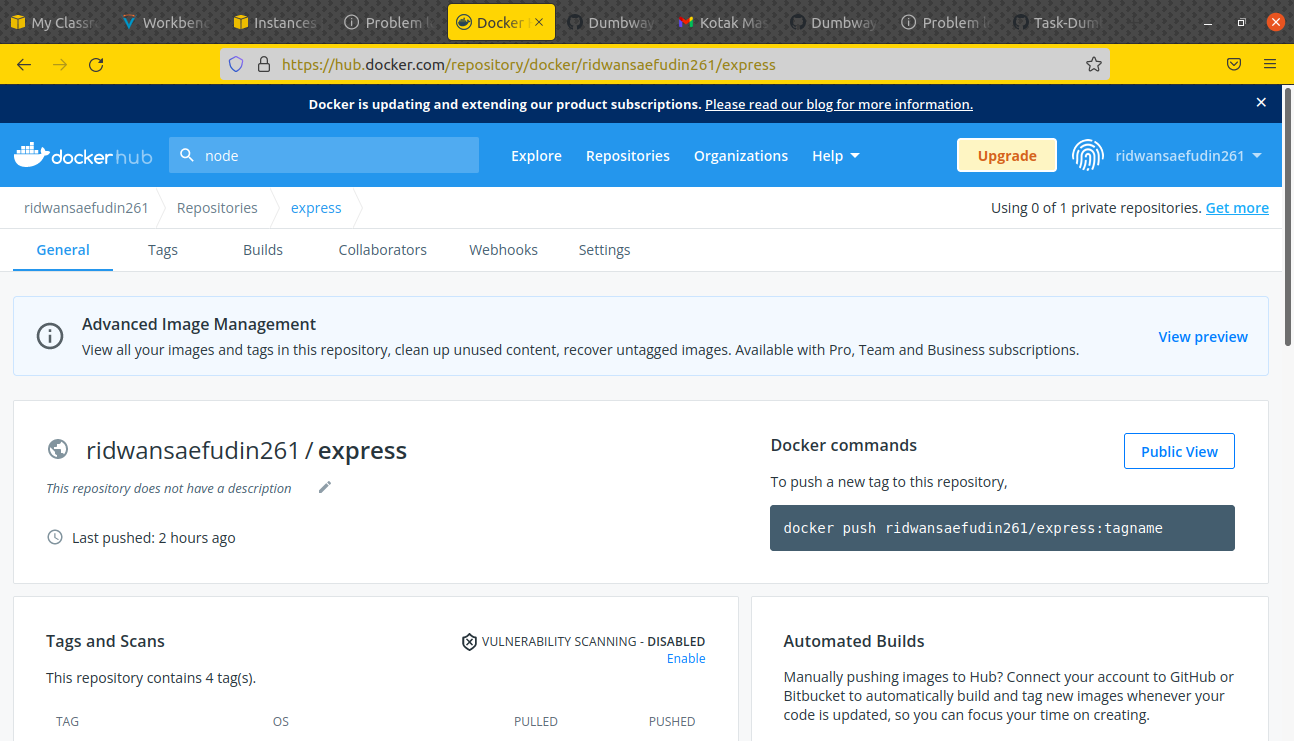 My Classr
Workbenc
Instances
Problem l
Docker
Dumbway
Kotak Mas
Dumbway
Problem lo
Task-Dum
https://hub.docker.com/repository/docker/ridwansaefudin261/express
Docker is updating and extending our product subscriptions. Please read our blog for more information.
docker hub
node
Explore
Repositories
Organizations
Help
Upgrade
ridwansaefudin261
ridwansaefudin261
Repositories
express
Using 0 of 1 private repositories. Get more
General
Tags
Builds
Collaborators
Webhooks
Settings
Advanced Image Management
View all your images and tags in this repository, clean up unused content, recover untagged images. Available with Pro, Team and Business subscriptions.
View preview
ridwansaefudin261 / express
This repository does not have a description
Last pushed: 2 hours ago
Docker commands
Public View
To push a new tag to this repository,
docker push ridwansaefudin261/express:tagname
Tags and Scans
VULNERABILITY SCANNING - DISABLED
Enable
This repository contains 4 tag(s).
TAG
OS
PULLED
PUSHED
Automated Builds
Manually pushing images to Hub? Connect your account to GitHub or
Bitbucket to automatically build and tag new images whenever your
code is updated, so you can focus your time on creating.